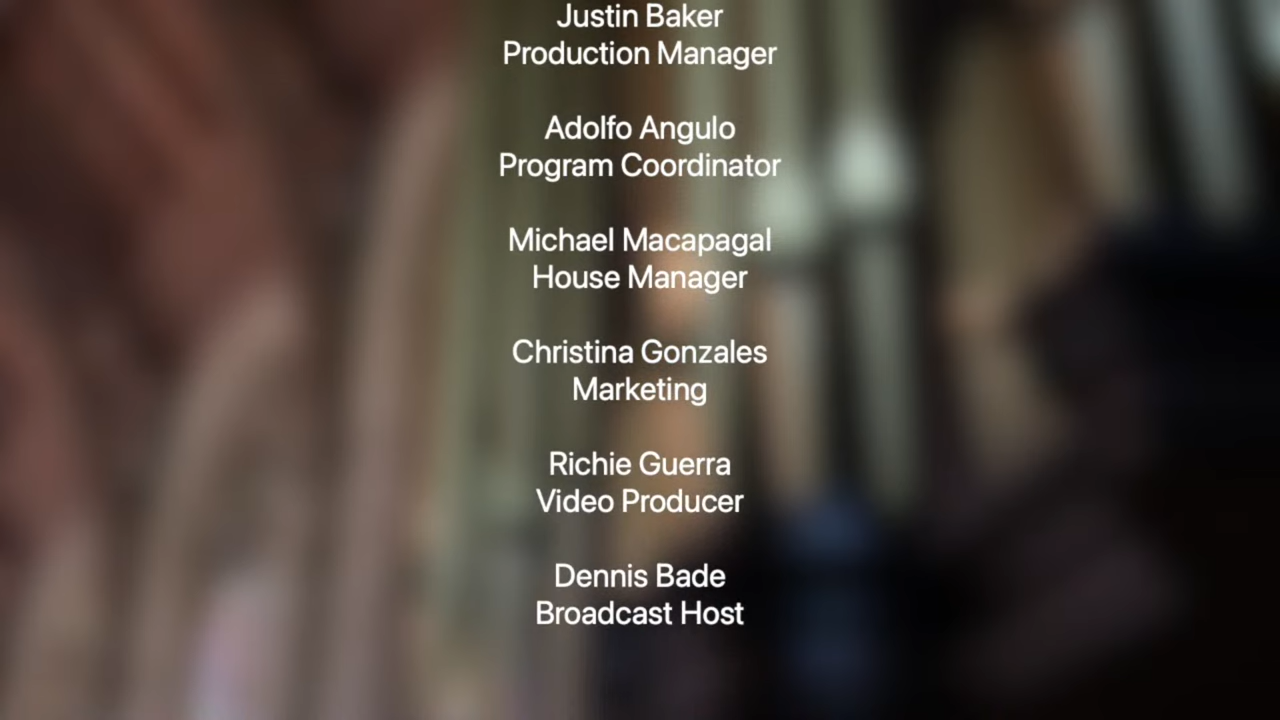 Justin Baker
Production Manager
Adolfo Angulo
Program Coordinator
Michael Macapagal
House Manager
Christina Gonzales
Marketing
Richie Guerra
Video Producer
Dennis Bade
Broadcast Host